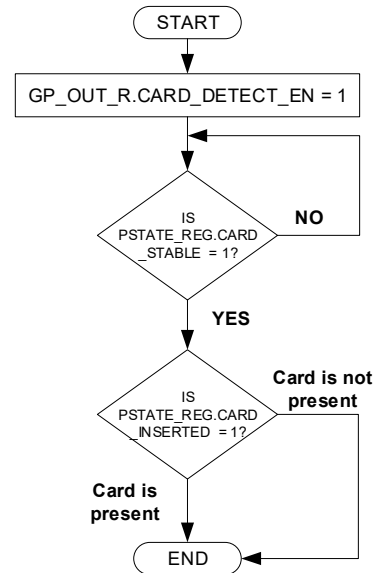 START
GP_OUT_R.CARD_DETECT_EN = 1
IS
PSTATE_REG.CARD
_STABLE = 1?
NO
YES
IS
PSTATE_REG.CARD
_INSERTED = 1?
Card is not
present
Card is
present
END